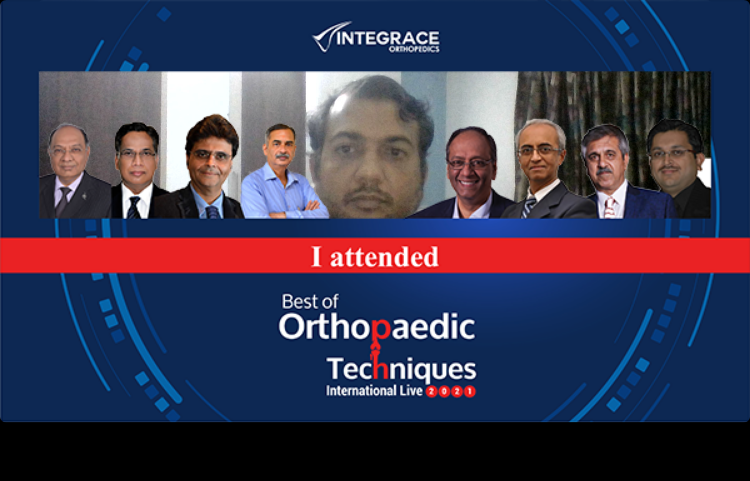 INTEGRACE
ORTHOPEDICS
I attended
Best of
Orthopaedic
Techniques
International Live 2021